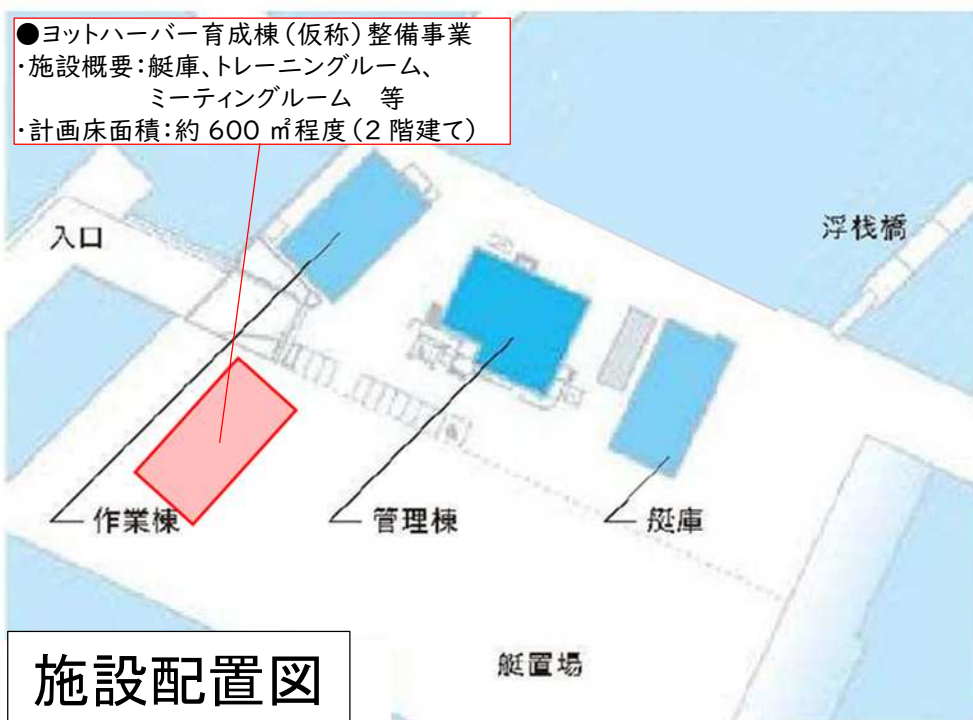 ●ヨットハーバー育成棟(仮称)整備事業
・施設概要:艇庫、トレーニングルーム、
ミーティングルーム 等
・計画床面積:約 600 ㎡程度(2 階建て)
入口
浮桟橋
作業棟
管理棟
艇庫
艇置場
施設配置図